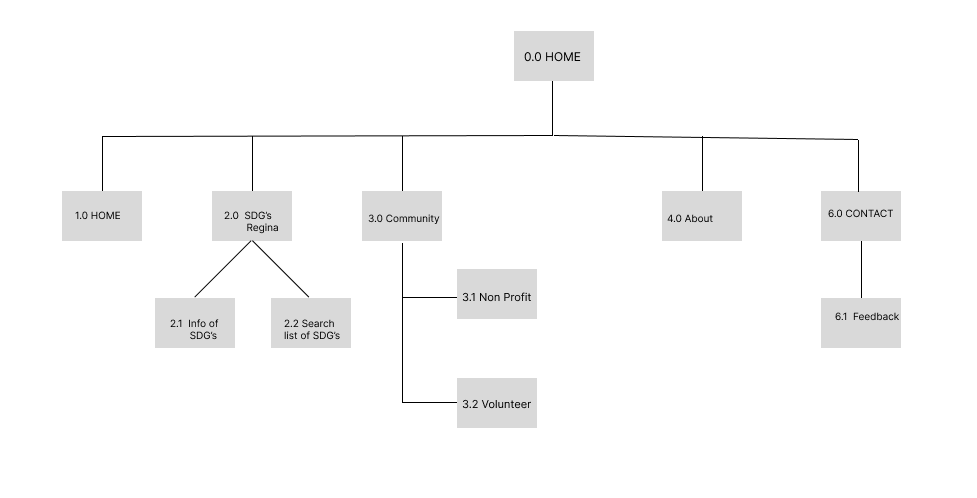 0.0 HOME
1.0 HOME
2.0 SDG's
Regina
3.0 Community
4.0 About
6.0 CONTACT
2.1 Info of
SDG's
2.2 Search
list of SDG's
3.1 Non Profit
6.1 Feedback
3.2 Volunteer